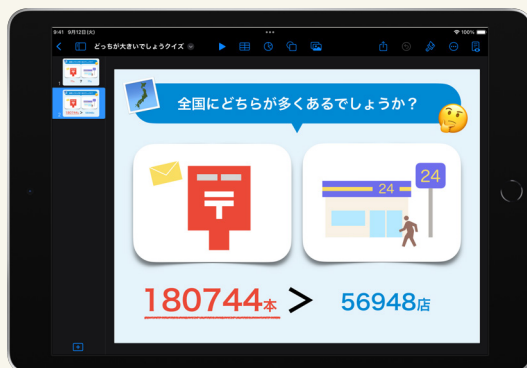 9:41 9月12日(火)
100%
どっちが大きいでしょうクイズ
全国にどちらが多くあるでしょうか？
24
24
180744本 > 56948店
1
2